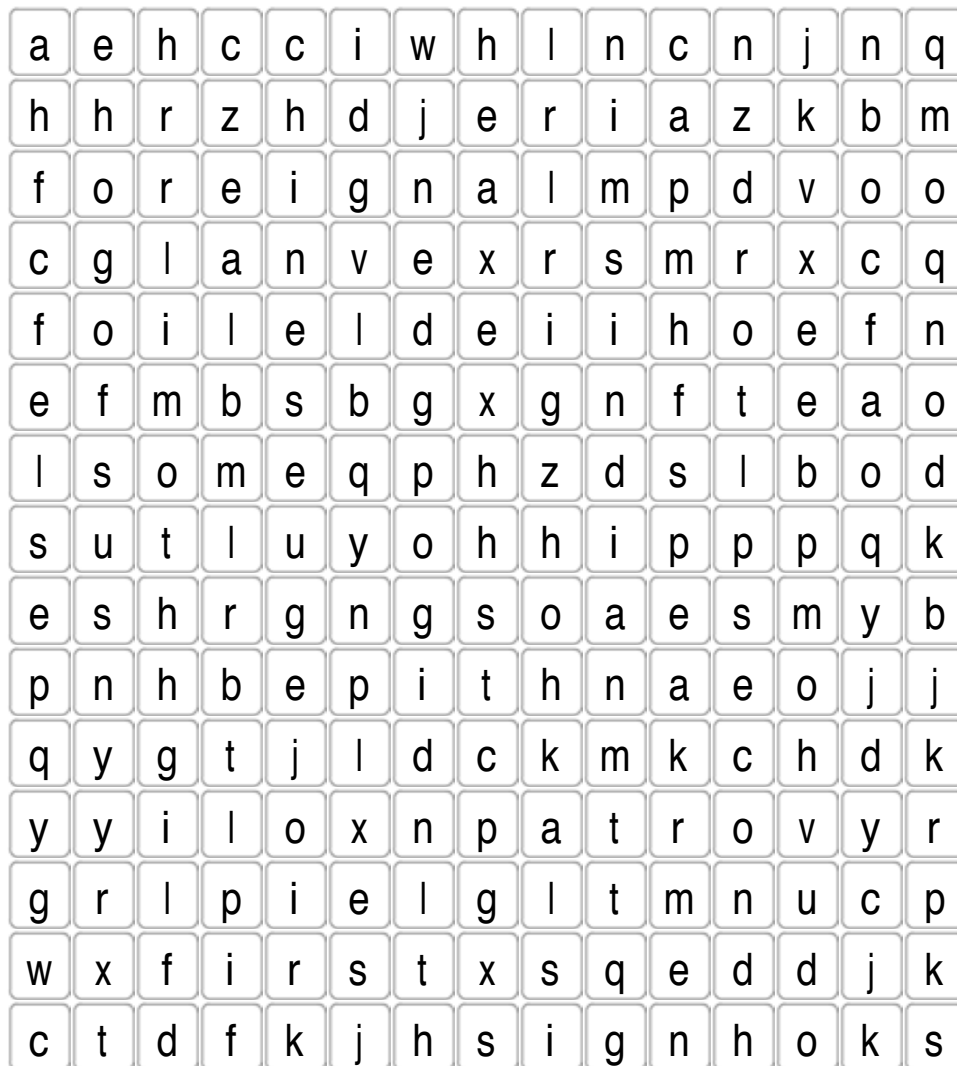 a e h c c i w h l n c n j n q
h h r z h d j e r i a z k b m
f o r e i g n a l m p d v o o
c g l a n v e x r s m r x c q
f o i l e l d e i i h o e f n
e f m b s b g x g n f t e a o
l s o m e q p h z d s l b o d
s u t l u y o h h i p p p q k
e s h r g n g s o a e s m y b
p n h b e p i t h n a e o j j
q y g t j l d c k m k c h d k
y y i l o x n p a t r o v y r
g r l p i e l g l t m n u c p
w x f i r s t x s q e d d j k
c t d f k j h s i g n h o k s